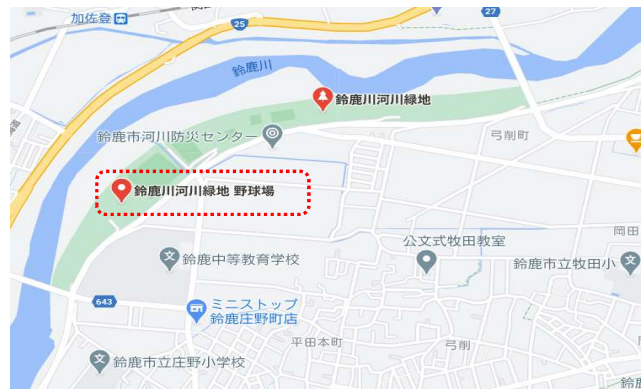 加佐登
25
27
鈴鹿川
鈴鹿川河川緑地
鈴鹿市河川防災センター
弓削町
鈴鹿川河川緑地 野球場
岡田
公文式牧田教室
鈴鹿中等教育学校
鈴鹿市立牧田小
643
ミニストップ
鈴鹿庄野町店
平田本町
弓削
鈴鹿市立庄野小学校